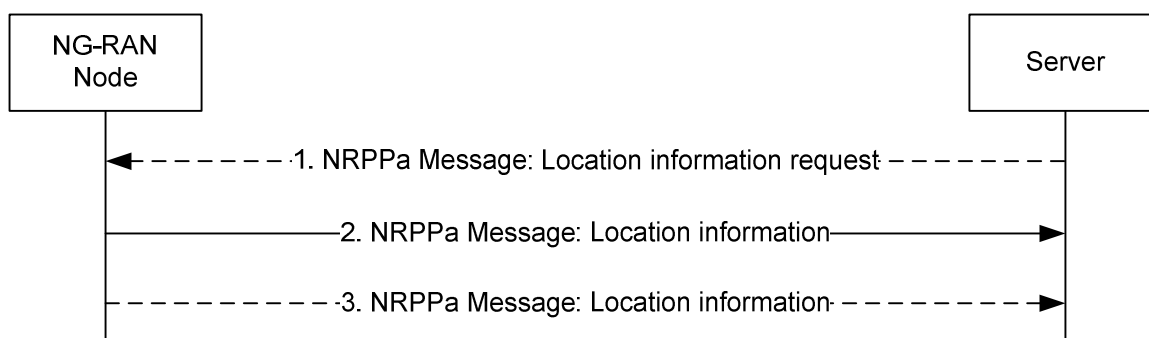 NG-RAN
Node
Server
1. NRPPa Message: Location information request
2. NRPPa Message: Location information
3. NRPPa Message: Location information